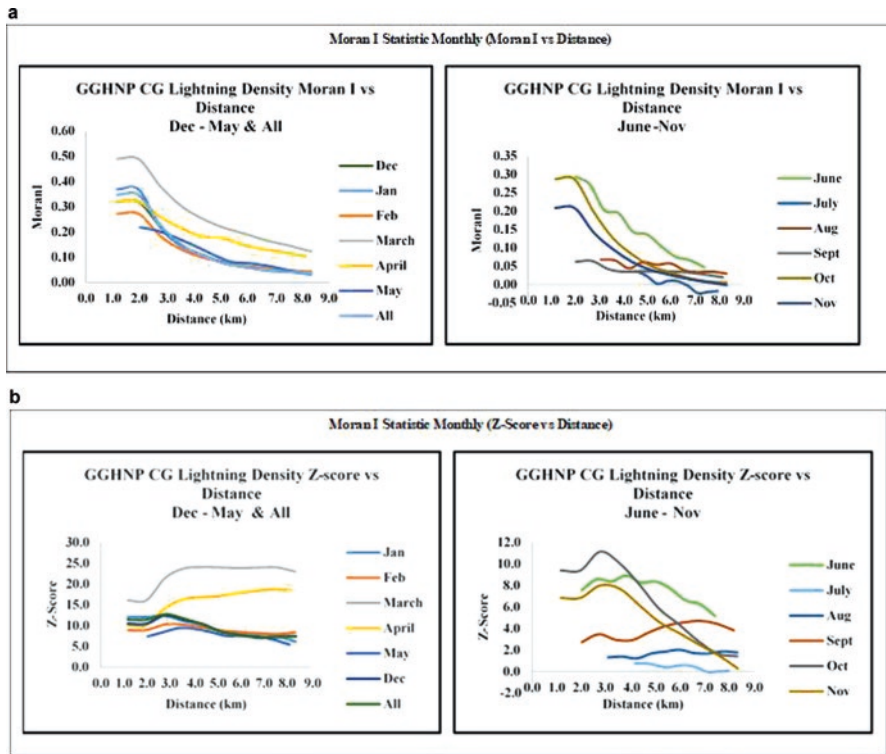 a
Moran I Statistic Monthly (Moran I vs Distance)
GGHNP CG Lightning Density Moran I vs
Distance
Dec - May & All
0.60
0.50
0.40
0.30
0.20
0.10
0.00
MoranI
0.0 1.0 2.0 3.0 4.0 5.0 6.0 7.0 8.0 9.0
Distance (km)
Dec
Jan
Feb
March
April
May
All
GGHNP CG Lightning Density Moran I vs
Distance
June -Nov
0.35
0.30
0.25
0.20
0.15
0.10
0.05
0.00
-0.05
MoranI
0.0 1.0 2.0 3.0 4.0 5.0 6.0 7.0 8.0 9.0
Distance (km)
June
July
Aug
Sept
Oct
Nov
b
Moran I Statistic Monthly (Z-Score vs Distance)
GGHNP CG Lightning Density Z-score vs
Distance
Dec - May & All
30.0
25.0
20.0
15.0
10.0
5.0
0.0
Z-Score
0.0 1.0 2.0 3.0 4.0 5.0 6.0 7.0 8.0 9.0
Distance (km)
Jan
Feb
March
April
May
Dec
All
GGHNP CG Lightning Density Z-score vs
Distance
June - Nov
12.0
10.0
8.0
6.0
4.0
2.0
0.0
-2.0
Z-Score
0.0 1.0 2.0 3.0 4.0 5.0 6.0 7.0 8.0 9.0
Distance (km)
June
July
Aug
Sept
Oct
Nov